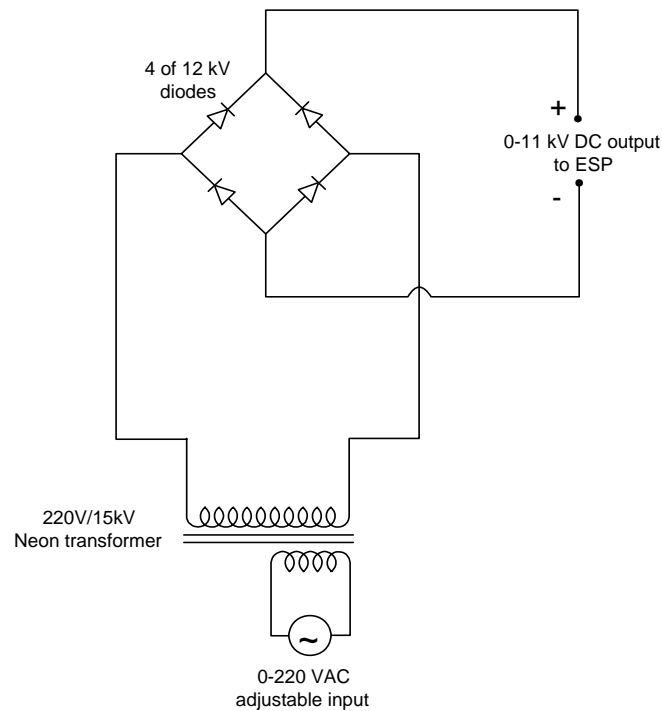 4 of 12 kV
diodes
+
0-11 kV DC output
to ESP
-
220V/15kV
Neon transformer
~
0-220 VAC
adjustable input